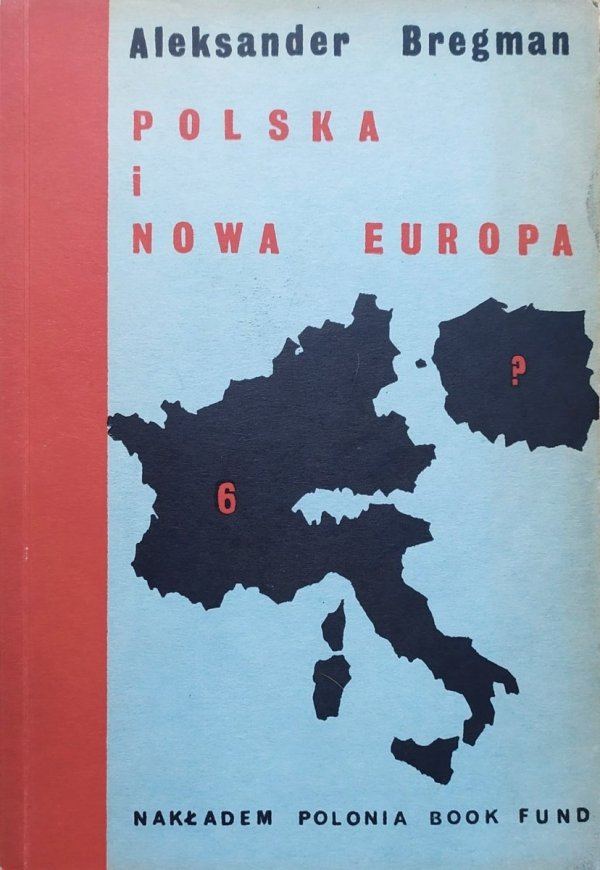 Aleksander Bregman
POLSKA
i
NOWA EUROPA
?
6
NAKŁADEM POLONIA BOOK FUND